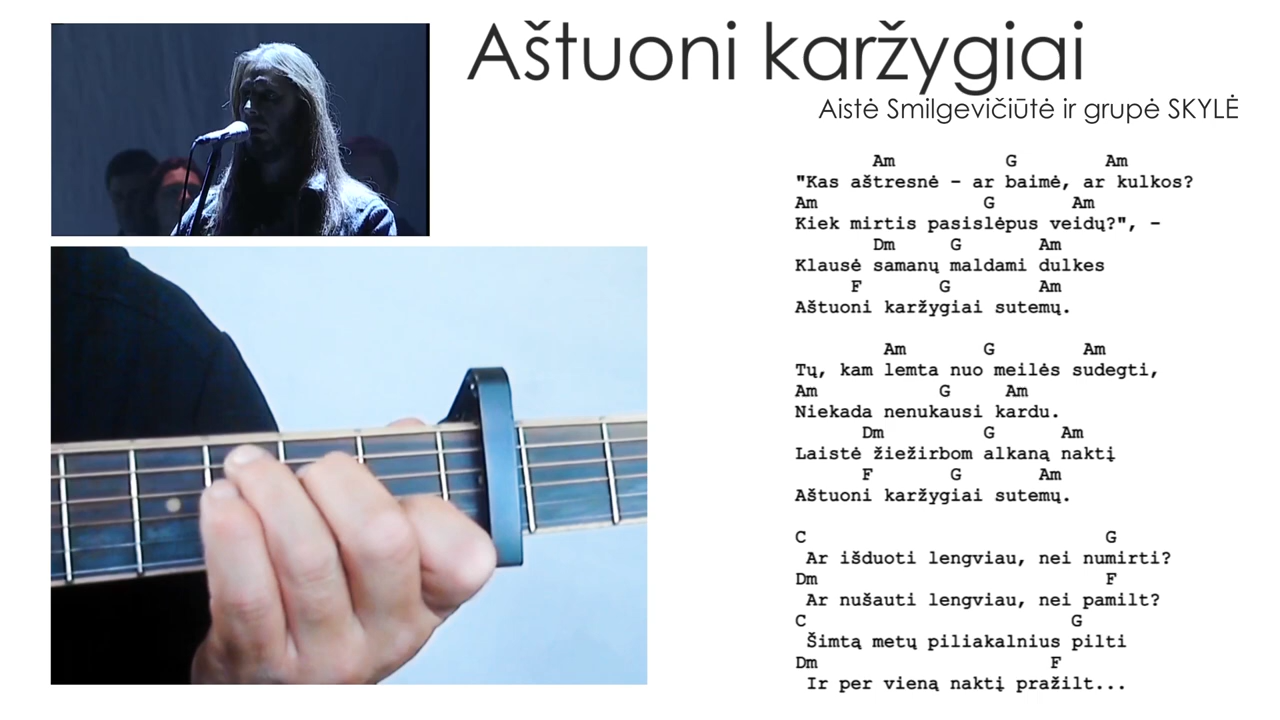 Aštuoni karžygiai
Aistė Smilgevičiūtė ir grupė SKYLĖ
Am G Am
"Kas aštresnė – ar baimė, ar kulkos?
Am G Am
Kiek mirtis pasislėpus veidų?", –
Dm G Am
Klausė samanų maldami dulkes
F G Am
Aštuoni karžygiai sutemų.
Am G Am
Tų, kam lemta nuo meilės sudegti,
Am G Am
Niekada nenukausi kardu.
Dm G Am
Laistė žiežirbom alkaną naktį
F G Am
Aštuoni karžygiai sutemų.
C G
Ar išduoti lengviau, nei numirti?
Dm F
Ar nušauti lengviau, nei pamilt?
C G
Šimtą metų piliakalnius pilti
Dm F
Ir per vieną naktį pražilt...